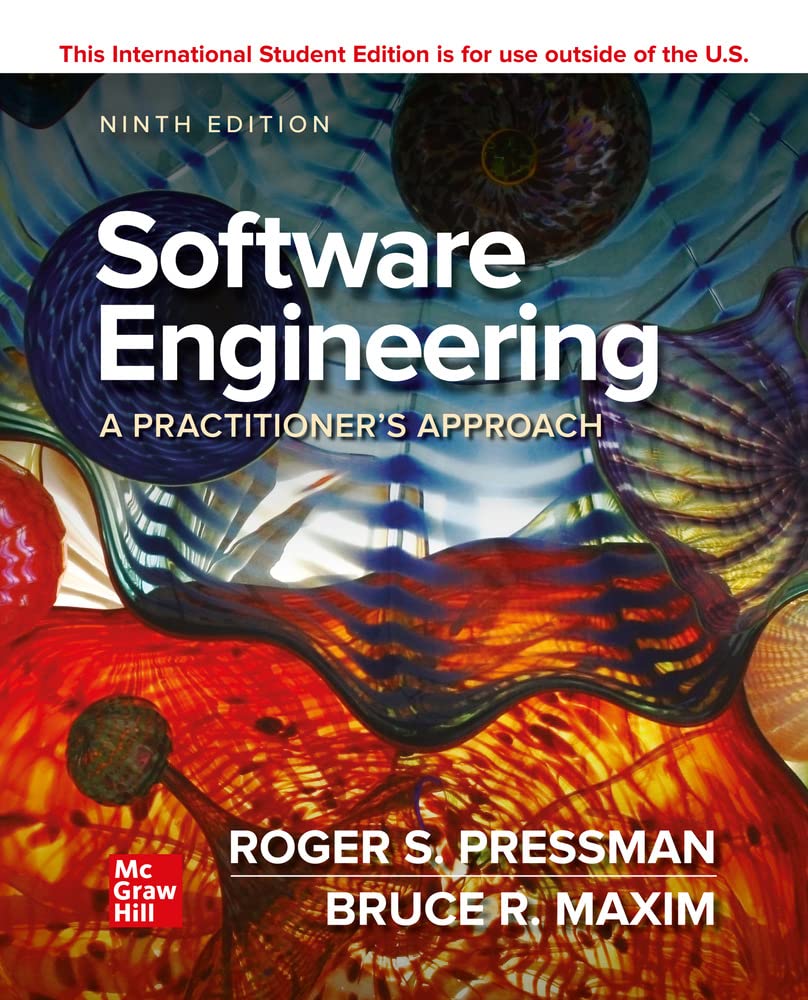 This International Student Edition is for use outside of the U.S.
NINTH EDITION
Software
Engineering
A PRACTITIONER'S APPROACH
ROGER S. PRESSMAN
BRUCE R. MAXIM
Mc
Graw
Hill